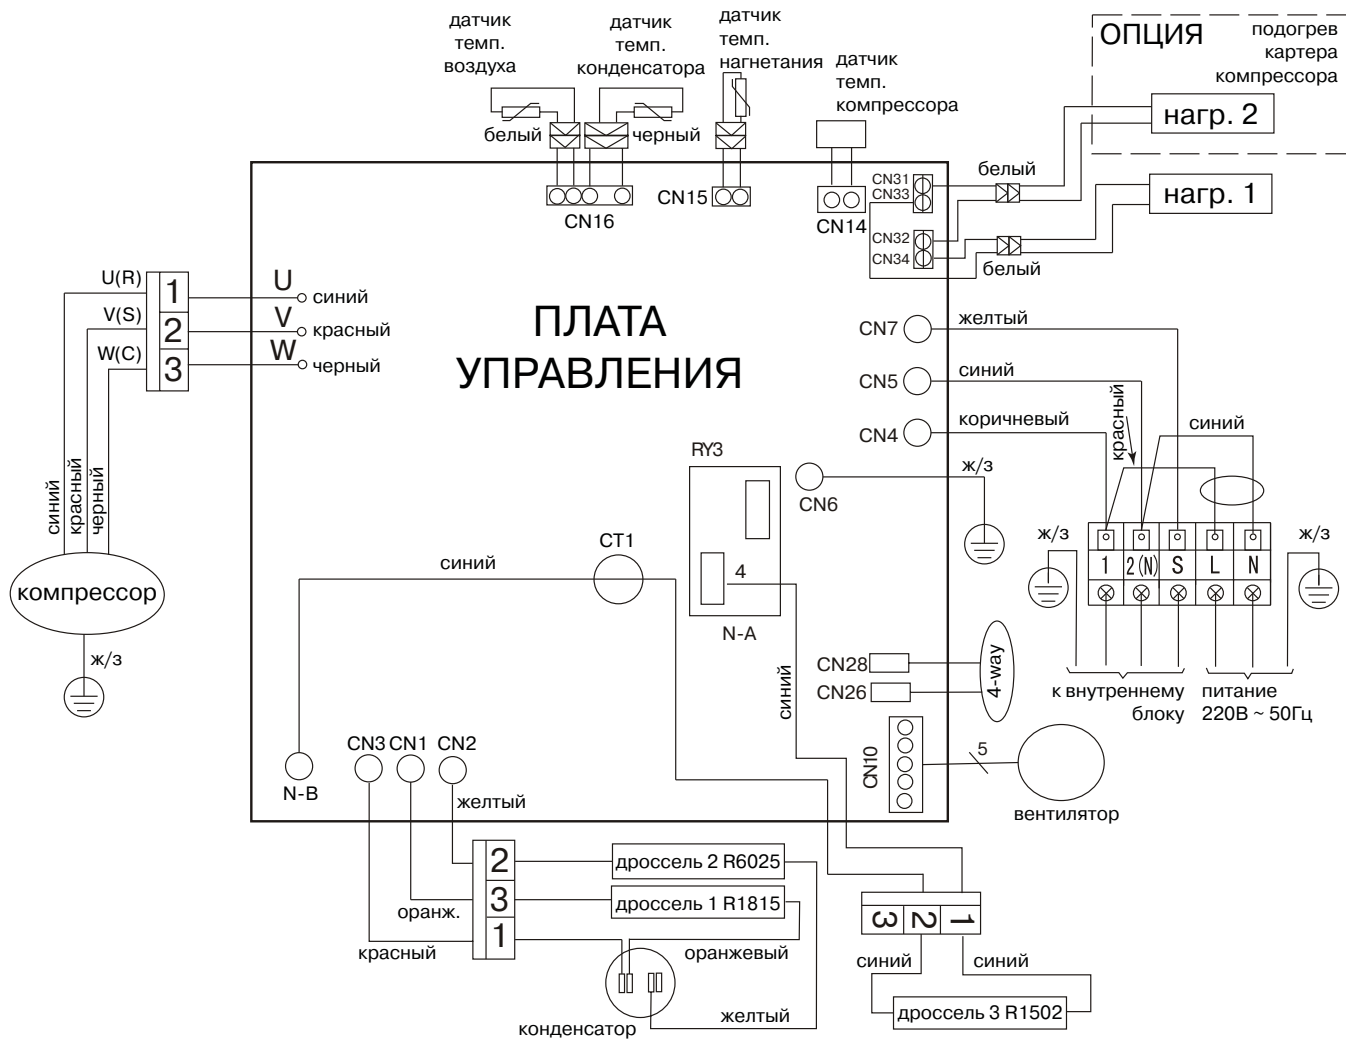 датчик
темп.
воздуха
датчик
темп.
конденсатора
датчик
темп.
нагнетания
датчик
темп.
компрессора
ОПЦИЯ
подогрев
картера
компрессора
нагр. 2
белый
черный
белый
нагр. 1
CN16
CN15
CN14
CN31
CN33
CN32
CN34
белый
U(R)
V(S)
W(C)
1
2
3
U
V
W
синий
красный
черный
ПЛАТА
УПРАВЛЕНИЯ
CN7
желтый
CN5
синий
CN4
коричневый
красный
синий
RY3
CN6
ж/з
синий
красный
черный
компрессор
ж/з
синий
CT1
4
N-A
ж/з
ж/з
1
2(N)
S
L
N
к внутреннему
блоку
питание
220В ~ 50Гц
CN28
CN26
4-way
синий
CN10
5
вентилятор
N-B
CN3
CN1
CN2
желтый
2
3
1
оранж.
красный
дроссель 2 R6025
дроссель 1 R1815
оранжевый
желтый
конденсатор
3
2
1
синий
синий
дроссель 3 R1502